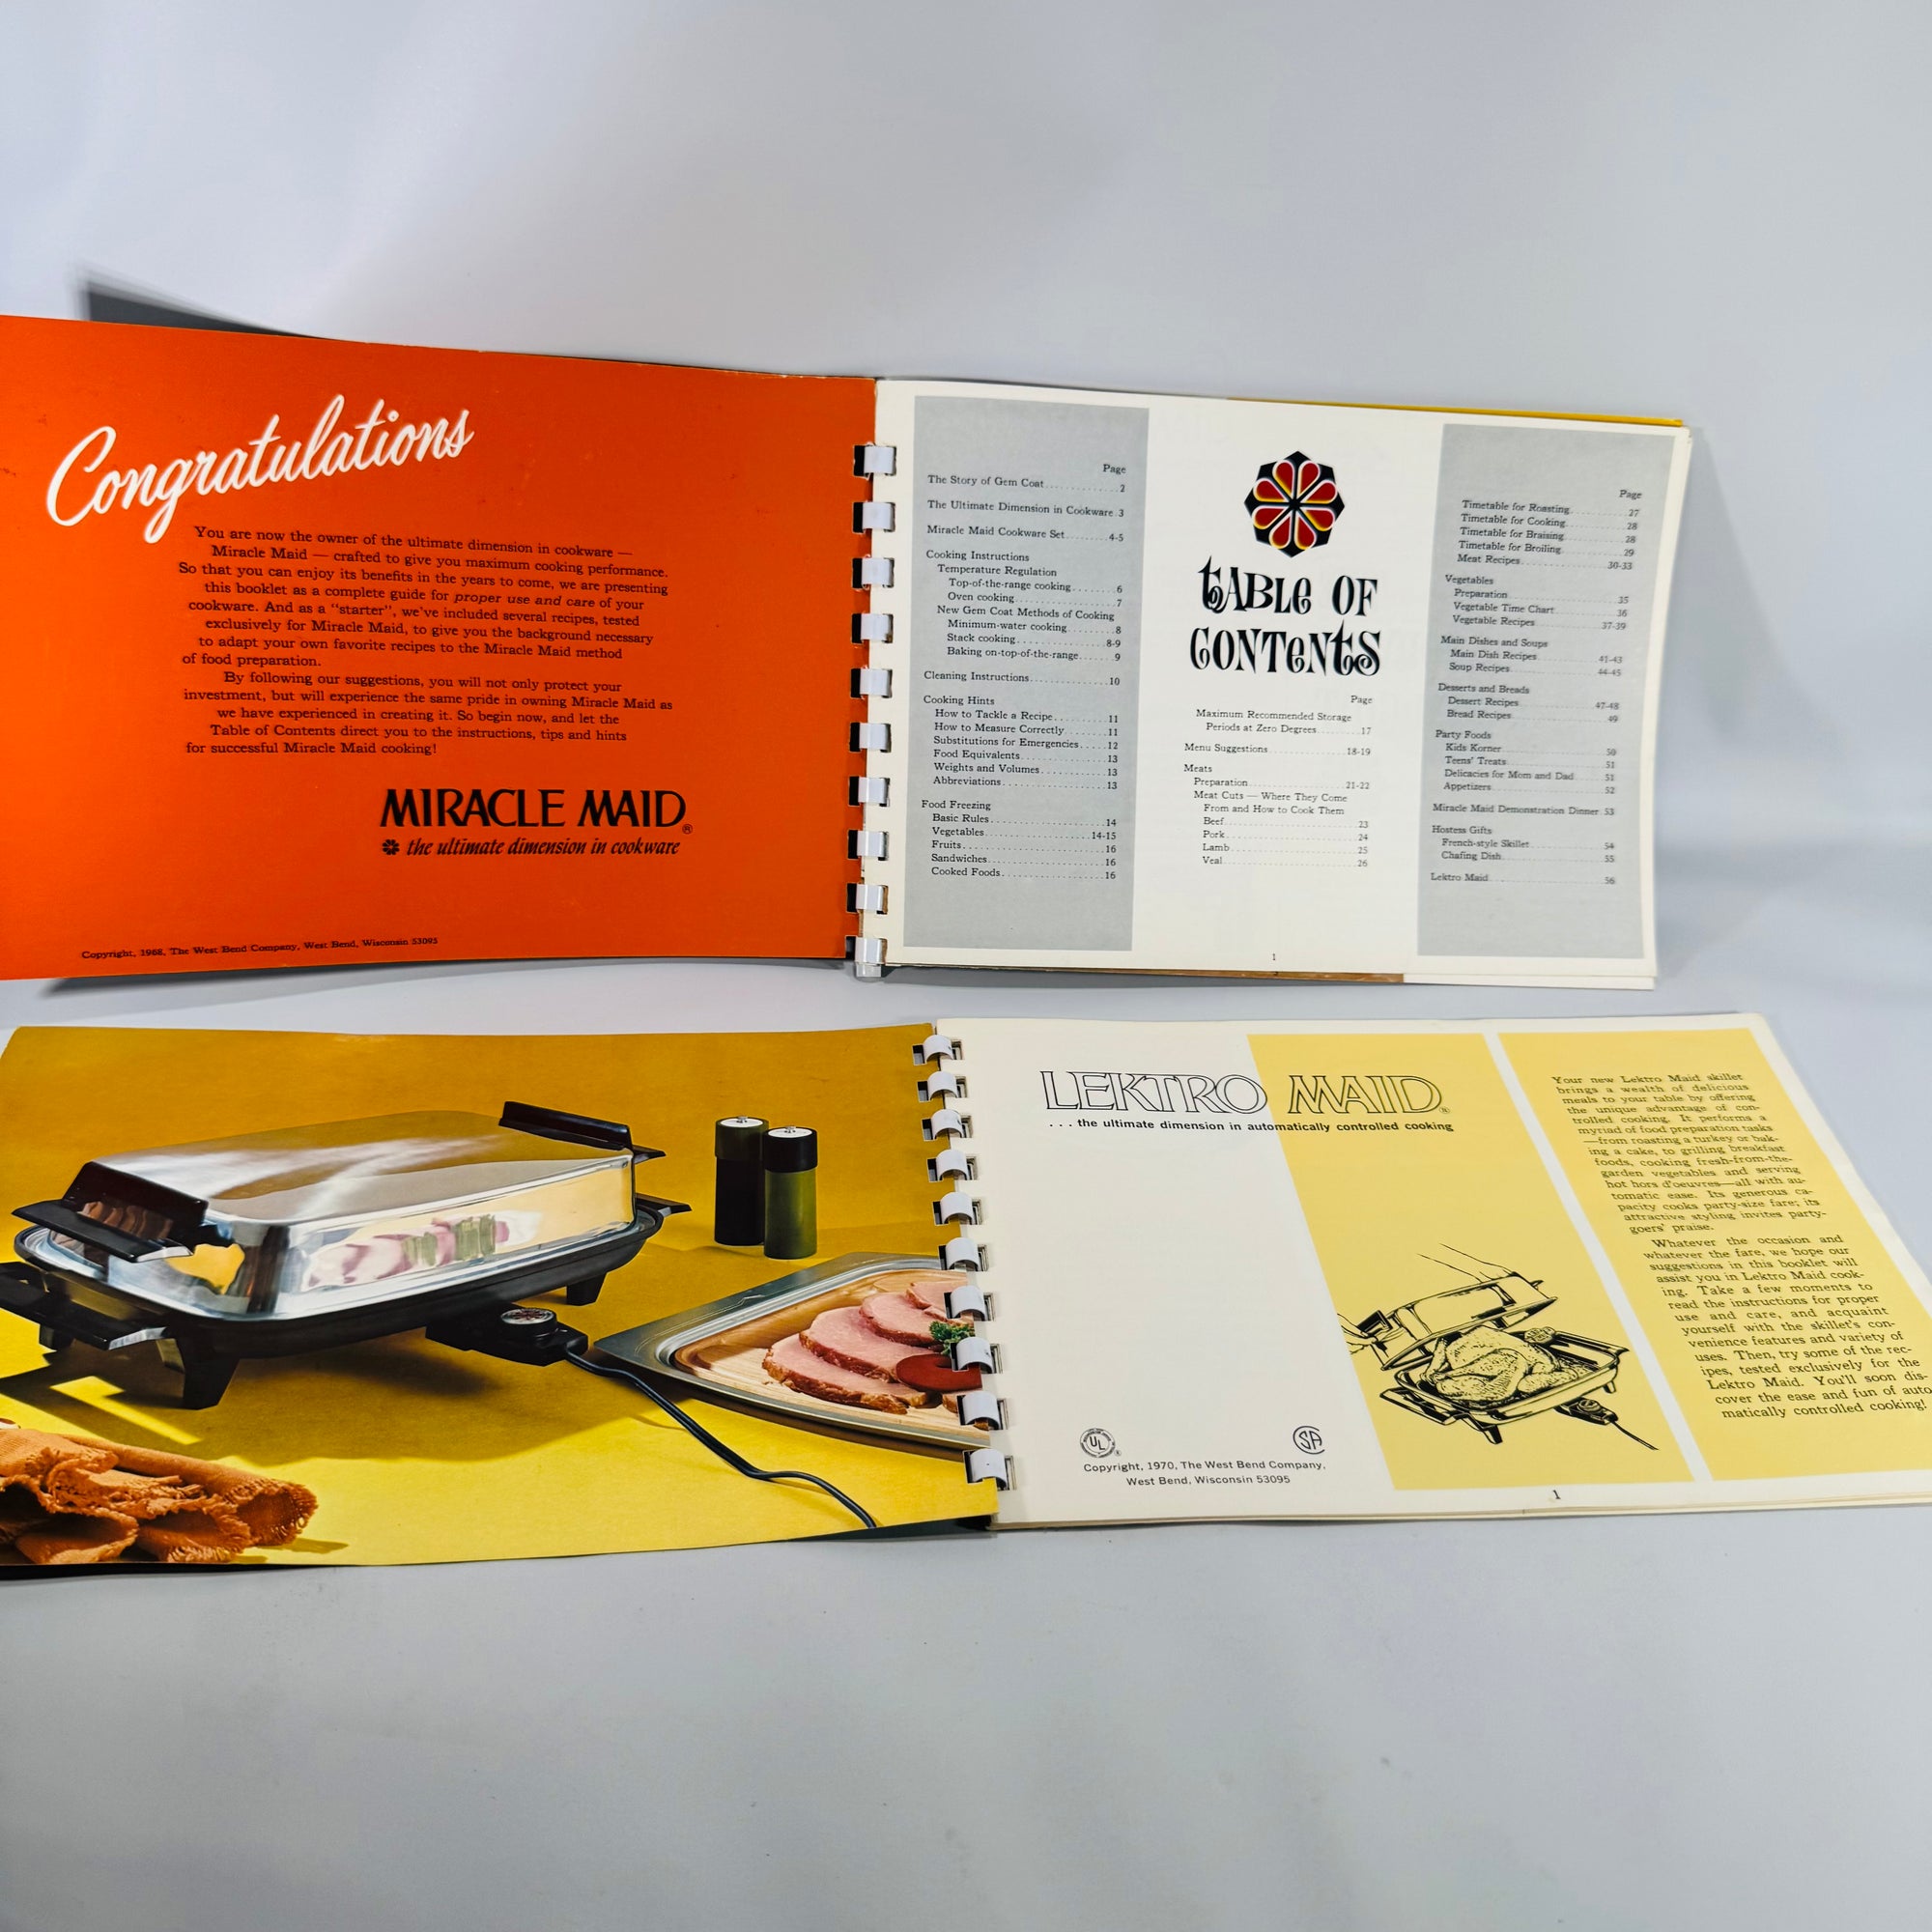 Congratulations
You are now the owner of the ultimate dimension in cookware —
Miracle Maid — crafted to give you maximum cooking performance.
So that you can enjoy its benefits in the years to come, we are presenting
this booklet as a complete guide for proper use and care of your
cookware. And as a "starter", we've included several recipes, tested
exclusively for Miracle Maid, to give you the background necessary
to adapt your own favorite recipes to the Miracle Maid method
of food preparation.
By following our suggestions, you will not only protect your
investment, but will experience the same pride in owning Miracle Maid as
we have experienced in creating it. So begin now, and let the
Table of Contents direct you to the instructions, tips and hints
for successful Miracle Maid cooking!
MIRACLE MAID®
the ultimate dimension in cookware
Copyright, 1968, The West Bend Company, West Bend, Wisconsin 53095
Page
The Story of Gem Coat 2
The Ultimate Dimension in Cookware 3
Miracle Maid Cookware Set 4-5
Cooking Instructions
Temperature Regulation
Top-of-the-range cooking 6
Oven cooking 7
New Gem Coat Methods of Cooking
Minimum-water cooking 8
Stack cooking 8-9
Baking on-top-of-the-range 9
Cleaning Instructions 10
Cooking Hints
How to Tackle a Recipe 11
How to Measure Correctly 11
Substitutions for Emergencies 12
Food Equivalents 13
Weights and Volumes 13
Abbreviations 13
Food Freezing
Basic Rules 14
Vegetables 14-15
Fruits 16
Sandwiches 16
Cooked Foods 16
TABLE OF
CONTENTS
Page
Maximum Recommended Storage
Periods at Zero Degrees 17
Menu Suggestions 18-19
Meats
Preparation 21-22
Meat Cuts — Where They Come
From and How to Cook Them
Beef 23
Pork 24
Lamb 25
Veal 26
Page
Timetable for Roasting 27
Timetable for Cooking 28
Timetable for Braising 28
Timetable for Broiling 29
Meat Recipes 30-33
Vegetables
Preparation 35
Vegetable Time Chart 36
Vegetable Recipes 37-39
Main Dishes and Soups
Main Dish Recipes 41-43
Soup Recipes 44-45
Desserts and Breads
Dessert Recipes 47-48
Bread Recipes 49
Party Foods
Kids Korner 50
Teens' Treats 51
Delicacies for Mom and Dad 51
Appetizers 52
Miracle Maid Demonstration Dinner 53
Hostess Gifts
French-style Skillet 54
Chafing Dish 55
Lektro Maid 56
1
LEKTRO MAID®
. . . the ultimate dimension in automatically controlled cooking
UL ®
SA
Copyright, 1970, The West Bend Company,
West Bend, Wisconsin 53095
Your new Lektro Maid skillet
brings a wealth of delicious
meals to your table by offering
the unique advantage of con-
trolled cooking. It performs a
myriad of food preparation tasks
—from roasting a turkey or bak-
ing a cake, to grilling breakfast
foods, cooking fresh-from-the-
garden vegetables and serving
hot hors d'oeuvres—all with au-
tomatic ease. Its generous ca-
pacity cooks party-size fare; its
attractive styling invites party-
goers' praise.
Whatever the occasion and
whatever the fare, we hope our
suggestions in this booklet will
assist you in Lektro Maid cook-
ing. Take a few moments to
read the instructions for proper
use and care, and acquaint
yourself with the skillet's con-
venience features and variety of
uses. Then, try some of the rec-
ipes, tested exclusively for the
Lektro Maid. You'll soon dis-
cover the ease and fun of auto
matically controlled cooking!
1